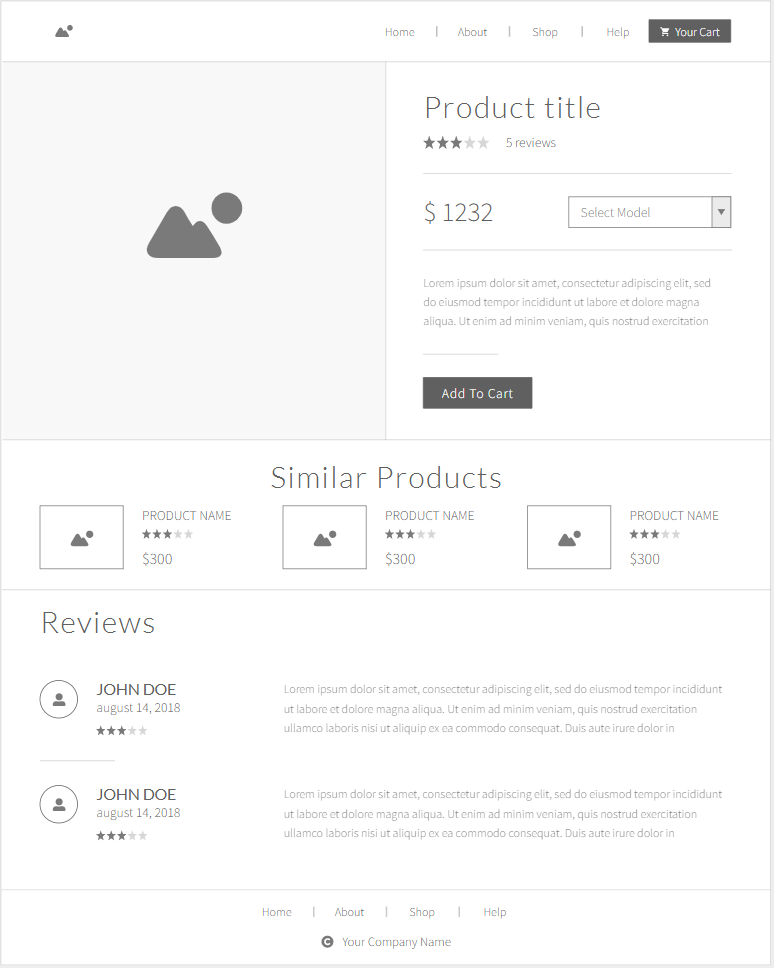 Home | About | Shop | Help Your Cart
Product title
5 reviews
$ 1232 Select Model
Lorem ipsum dolor sit amet, consectetur adipiscing elit, sed
do eiusmod tempor incididunt ut labore et dolore magna
aliqua. Ut enim ad minim veniam, quis nostrud exercitation
Add To Cart
Similar Products
PRODUCT NAME
$300
PRODUCT NAME
$300
PRODUCT NAME
$300
Reviews
JOHN DOE
august 14, 2018
Lorem ipsum dolor sit amet, consectetur adipiscing elit, sed do eiusmod tempor incididunt
ut labore et dolore magna aliqua. Ut enim ad minim veniam, quis nostrud exercitation
ullamco laboris nisi ut aliquip ex ea commodo consequat. Duis aute irure dolor in
JOHN DOE
august 14, 2018
Lorem ipsum dolor sit amet, consectetur adipiscing elit, sed do eiusmod tempor incididunt
ut labore et dolore magna aliqua. Ut enim ad minim veniam, quis nostrud exercitation
ullamco laboris nisi ut aliquip ex ea commodo consequat. Duis aute irure dolor in
Home | About | Shop | Help
© Your Company Name